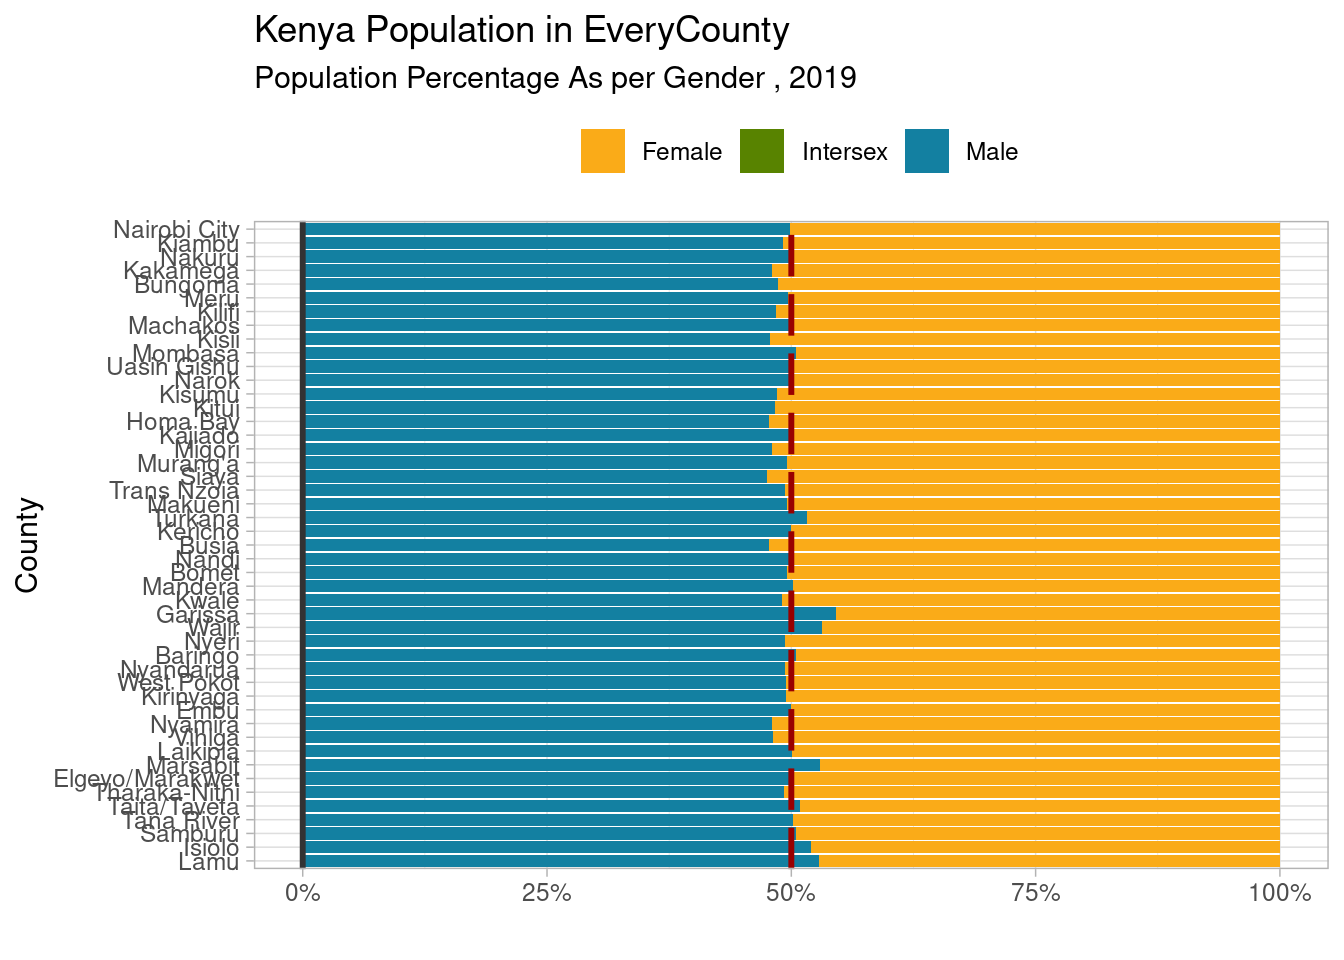 Kenya Population in EveryCounty
Population Percentage As per Gender , 2019
Female Intersex Male
County
Nairobi City
Kiambu
Nakuru
Kakamega
Bungoma
Meru
Kilifi
Machakos
Kisii
Mombasa
Uasin Gishu
Narok
Kisumu
Kitui
Homa Bay
Kajiado
Migori
Murang'a
Siaya
Trans Nzoia
Makueni
Turkana
Kericho
Busia
Nandi
Bomet
Mandera
Kwale
Garissa
Wajir
Nyeri
Baringo
Nyandarua
West Pokot
Kirinyaga
Embu
Nyamira
Vihiga
Laikipia
Marsabit
Elgeyo/Marakwet
Tharaka-Nithi
Taita/Taveta
Tana River
Samburu
Isiolo
Lamu
0% 25% 50% 75% 100%